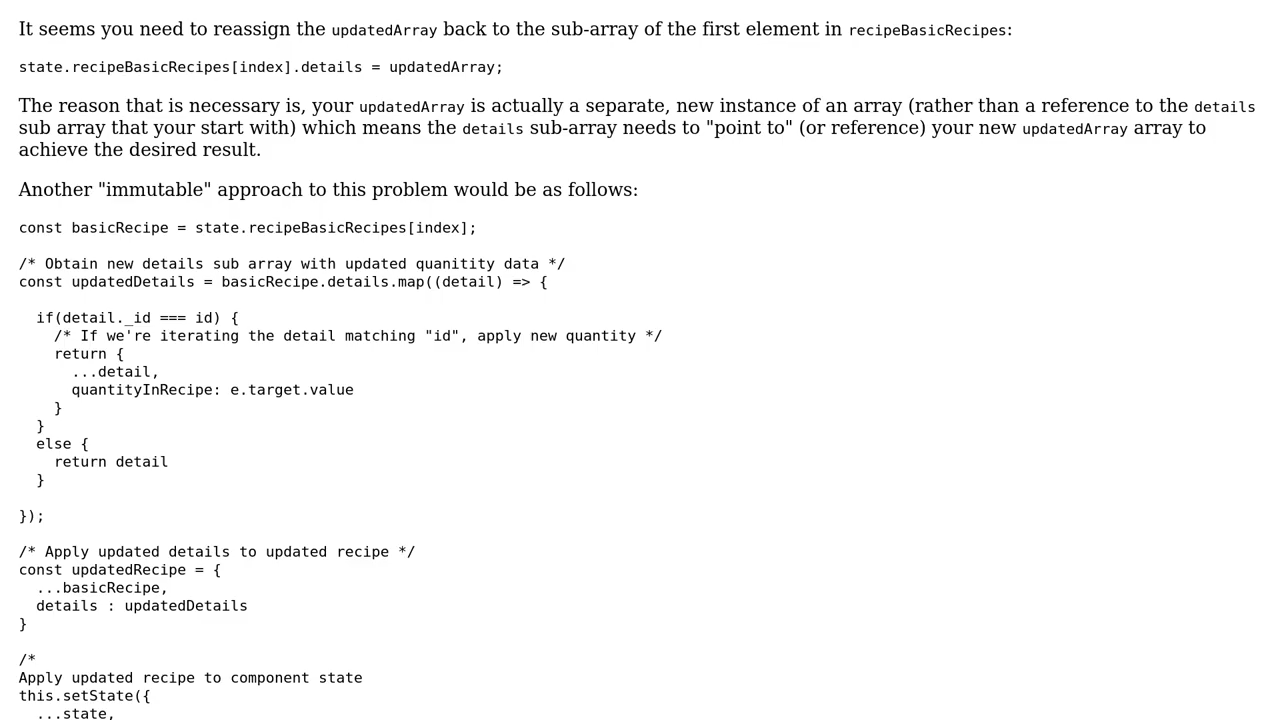 It seems you need to reassign the updatedArray back to the sub-array of the first element in recipeBasicRecipes:
state.recipeBasicRecipes[index].details = updatedArray;
The reason that is necessary is, your updatedArray is actually a separate, new instance of an array (rather than a reference to the details
sub array that your start with) which means the details sub-array needs to "point to" (or reference) your new updatedArray array to
achieve the desired result.
Another "immutable" approach to this problem would be as follows:
const basicRecipe = state.recipeBasicRecipes[index];
/* Obtain new details sub array with updated quanitity data */
const updatedDetails = basicRecipe.details.map((detail) => {
  if(detail._id === id) {
    /* If we're iterating the detail matching "id", apply new quantity */
    return {
      ...detail,
      quantityInRecipe: e.target.value
    }
  }
  else {
    return detail
  }
});
/* Apply updated details to updated recipe */
const updatedRecipe = {
  ...basicRecipe,
  details : updatedDetails
}
/*
Apply updated recipe to component state
this.setState({
  ...state,